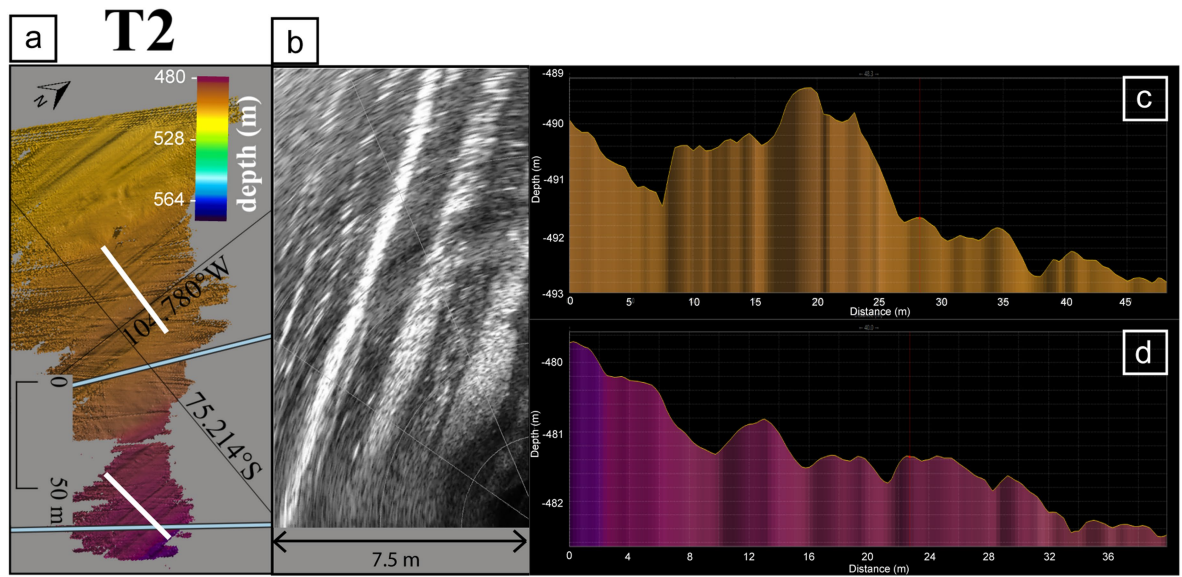 a
T2
b
N
480
528
564
depth (m)
104.780°W
75.214°S
0
50 m
7.5 m
c
-489
-490
-491
-492
-493
Depth (m)
0
5
10
15
20
25
30
35
40
45
Distance (m)
d
-480
-481
-482
Depth (m)
0
4
8
12
16
20
24
28
32
36
Distance (m)